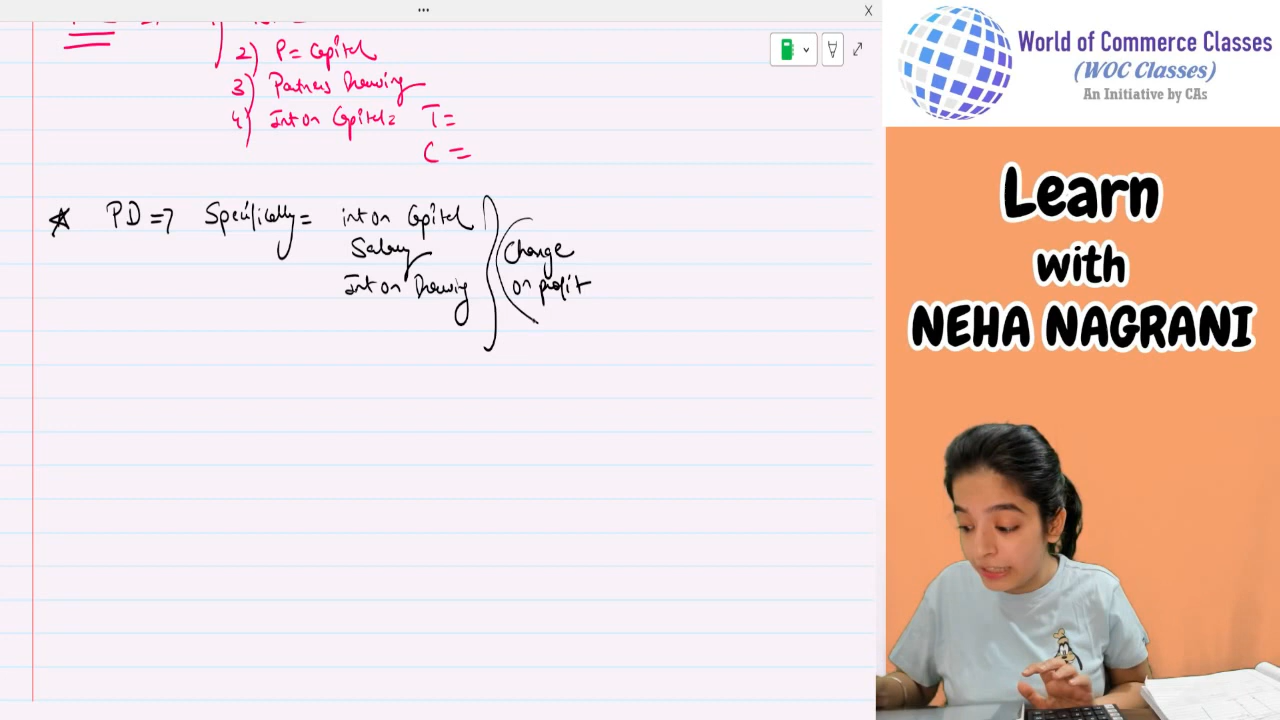 2) P = Capital
3) Partners Drawing
4) Int on Capital = T =
C =
PD => Specifically = int on Capital
Salary
Int on Drawing
Charge
on profit
World of Commerce Classes
(WOC Classes)
An Initiative by CAs
Learn
with
NEHA NAGRANI